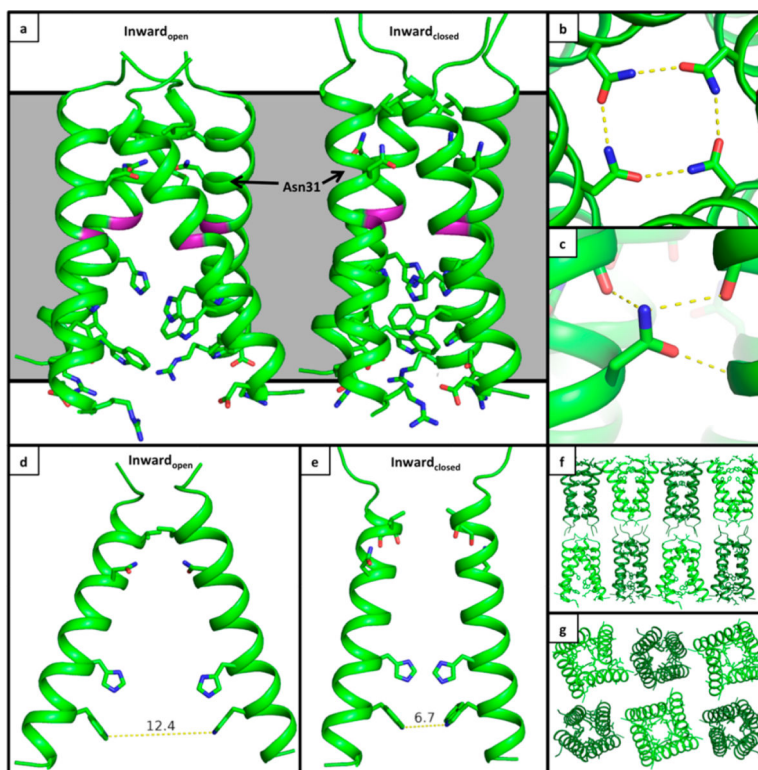 a
Inward_open
Inward_closed
Asn31
b
c
d
Inward_open
12.4
e
Inward_closed
6.7
f
g